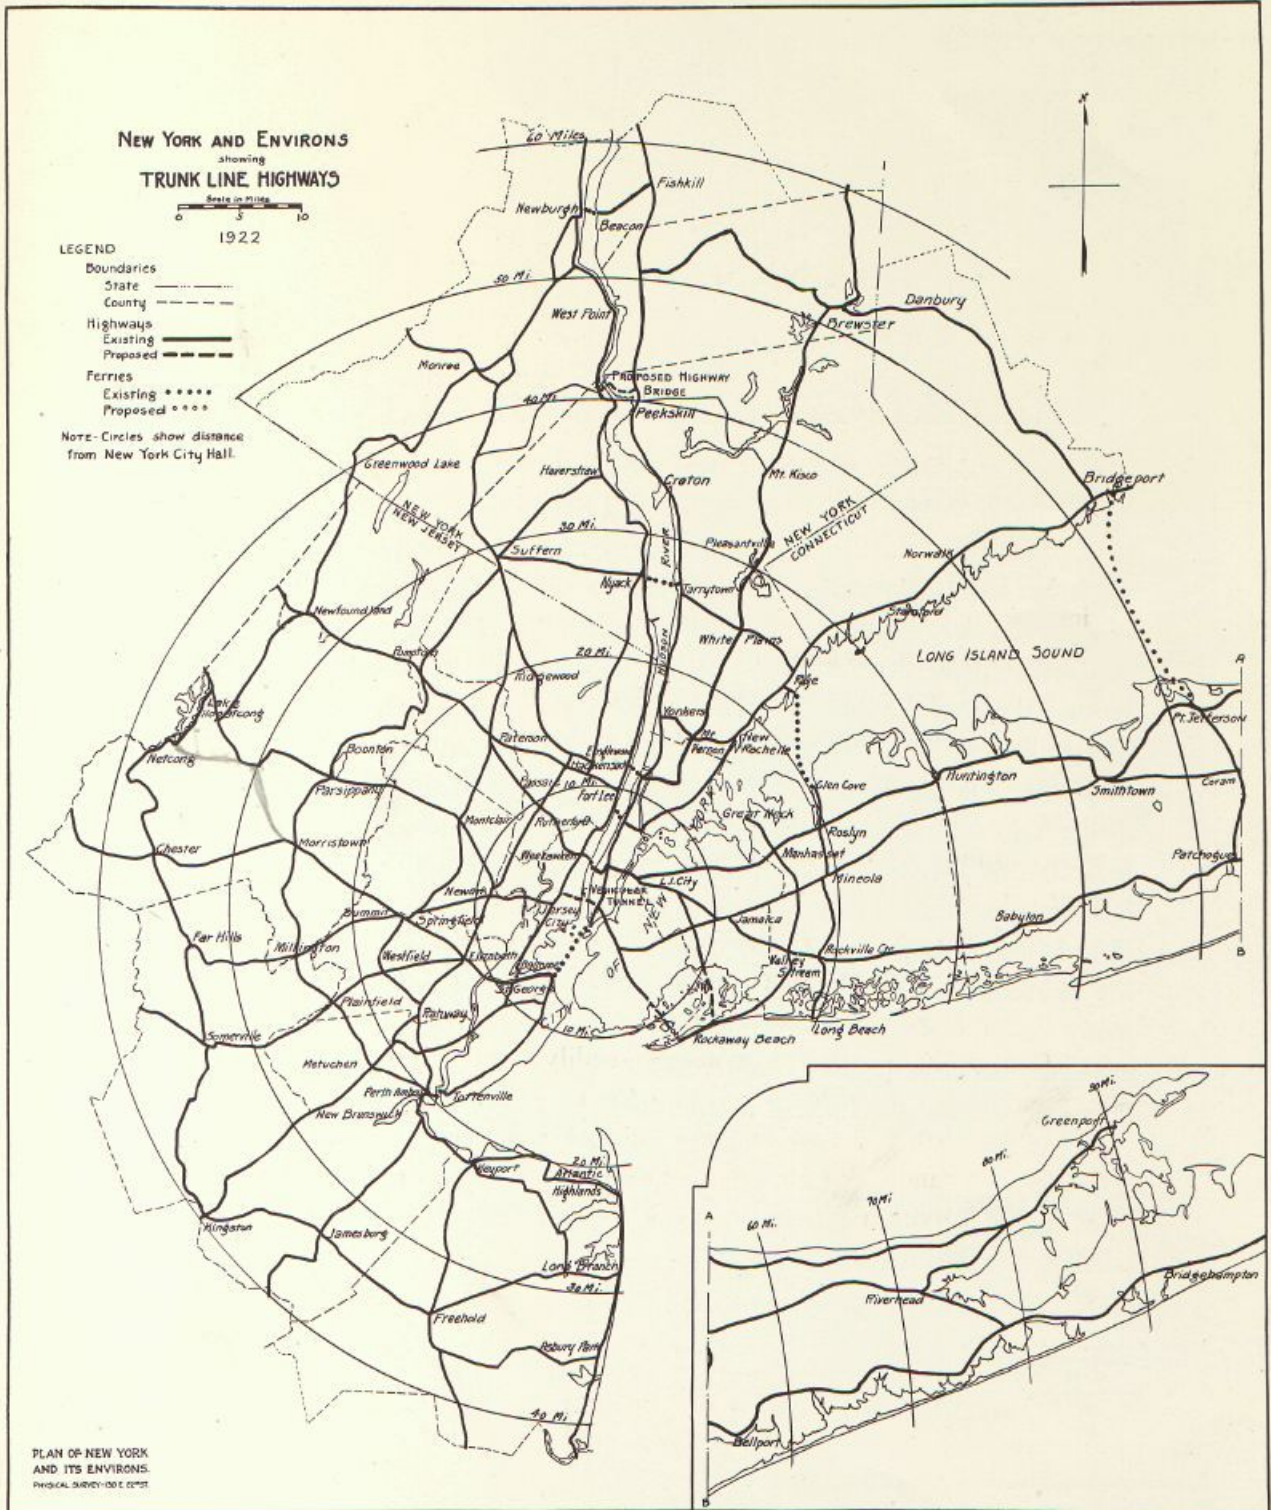 NEW YORK AND ENVIRONS
showing
TRUNK LINE HIGHWAYS
Scale in Miles
0 5 10
1922
LEGEND
Boundaries
State
County
Highways
Existing
Proposed
Ferries
Existing
Proposed
NOTE-Circles show distance
from New York City Hall.
60 Miles
Fishkill
Newburgh
Beacon
50 Mi.
West Point
Danbury
Brewster
Monroe
PROPOSED HIGHWAY
BRIDGE
40 Mi.
Peekskill
Greenwood Lake
Haverstraw
Croton
Mt. Kisco
Bridgeport
NEW YORK
NEW JERSEY
NEW YORK
CONNECTICUT
30 Mi.
Suffern
RIVER
Pleasantville
Norwalk
Nyack
Tarrytown
Stamford
Newfoundland
HUDSON
White Plains
LONG ISLAND SOUND
20 Mi.
Pompton
Ridgewood
Rye
A
Lake
Hopatcong
Yonkers
Pt. Jefferson
Paterson
Mt.
Vernon
New
Rochelle
Netcong
Boonton
Hackensack
Passaic
10 Mi.
Fort Lee
Glen Cove
Huntington
Smithtown
Coram
Parsippany
Great Neck
Montclair
Rutherford
Roslyn
Chester
Morristown
Weehawken
Manhasset
Patchogue
Newark
VEHICULAR
TUNNEL
L.I. City
Mineola
Summit
Springfield
Jersey
City
Jamaica
Babylon
Far Hills
Millington
Westfield
Elizabeth
Rockville Ctr.
Valley
Stream
B
Bayonne
St. George
OF
NEW
YORK
CITY
Plainfield
Rahway
10 Mi.
Long Beach
Somerville
Rockaway Beach
Metuchen
Perth Amboy
Tottenville
New Brunswick
20 Mi.
Keyport
Atlantic
Highlands
Kingston
Jamesburg
Long Branch
30 Mi.
Freehold
Asbury Park
40 Mi.
90 Mi.
Greenport
80 Mi.
70 Mi
60 Mi.
A
Riverhead
Bridgehampton
Bellport
B
PLAN OF NEW YORK
AND ITS ENVIRONS.
PHYSICAL SURVEY-130 E. 22ND ST.